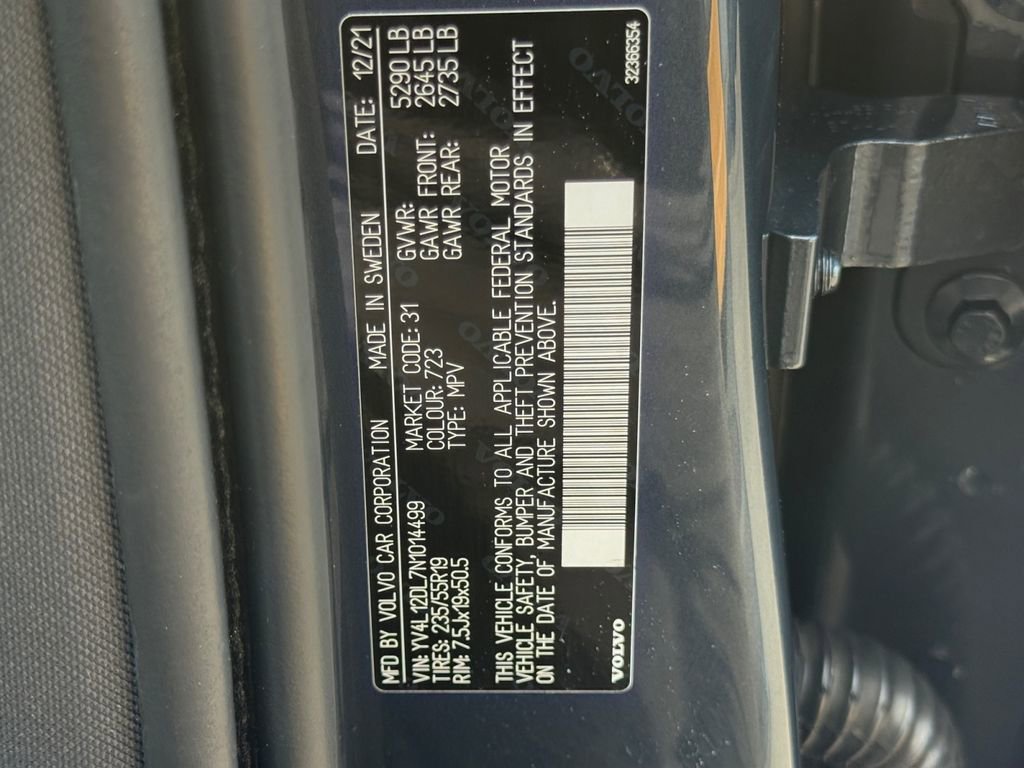 MFD BY VOLVO CAR CORPORATION MADE IN SWEDEN DATE: 12/21
VIN: YV4L12DL7N1014499 MARKET CODE: 31 GVWR: 5290 LB
TIRES: 235/55R19 COLOUR: 723 GAWR FRONT: 2645 LB
RIM: 7.5Jx19x50.5 TYPE: MPV GAWR REAR: 2735 LB
THIS VEHICLE CONFORMS TO ALL APPLICABLE FEDERAL MOTOR
VEHICLE SAFETY, BUMPER AND THEFT PREVENTION STANDARDS IN EFFECT
ON THE DATE OF MANUFACTURE SHOWN ABOVE.
VOLVO 32366354